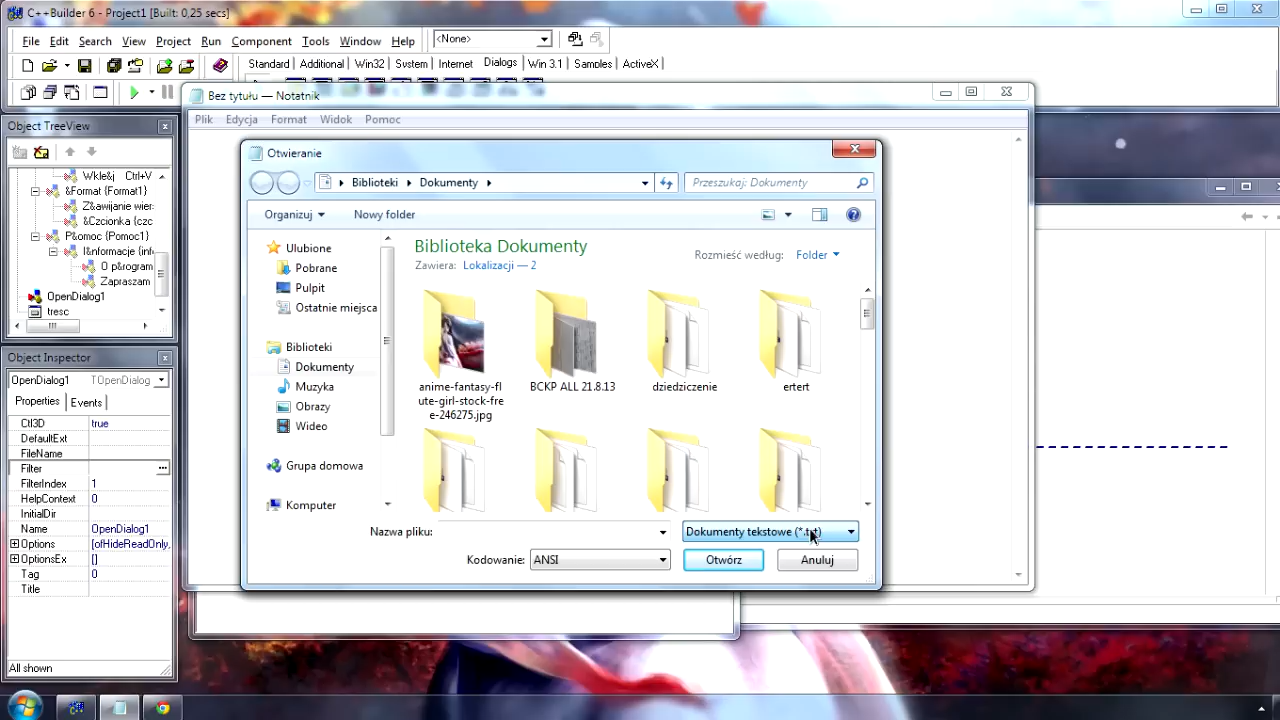 C++Builder 6 - Project1 [Built: 0,25 secs]
File Edit Search View Project Run Component Tools Window Help
<None>
Standard Additional Win32 System Internet Dialogs Win 3.1 Samples ActiveX
Bez tytułu — Notatnik
Plik Edycja Format Widok Pomoc
Object TreeView
Wkle&j Ctrl+V
&Format {Format1}
Z&awijanie wier
&Czcionka {czc
P&omoc {Pomoc1}
I&nformacje {inf
O p&rogram
Zapraszam
OpenDialog1
tresc
Object Inspector
OpenDialog1 TOpenDialog
Properties Events
Ctl3D true
DefaultExt
FileName
Filter ...
FilterIndex 1
HelpContext 0
InitialDir
Name OpenDialog1
Options [ofHideReadOnly,
OptionsEx []
Tag 0
Title
All shown
Otwieranie
Biblioteki Dokumenty
Przeszukaj: Dokumenty
Organizuj Nowy folder
Ulubione
Pobrane
Pulpit
Ostatnie miejsca
Biblioteki
Dokumenty
Muzyka
Obrazy
Wideo
Grupa domowa
Komputer
Biblioteka Dokumenty
Zawiera: Lokalizacji — 2
Rozmieść według: Folder
anime-fantasy-fl
ute-girl-stock-fre
e-246275.jpg
BCKP ALL 21.8.13
dziedziczenie
ertert
Nazwa pliku:
Dokumenty tekstowe (*.txt)
Kodowanie: ANSI
Otwórz Anuluj